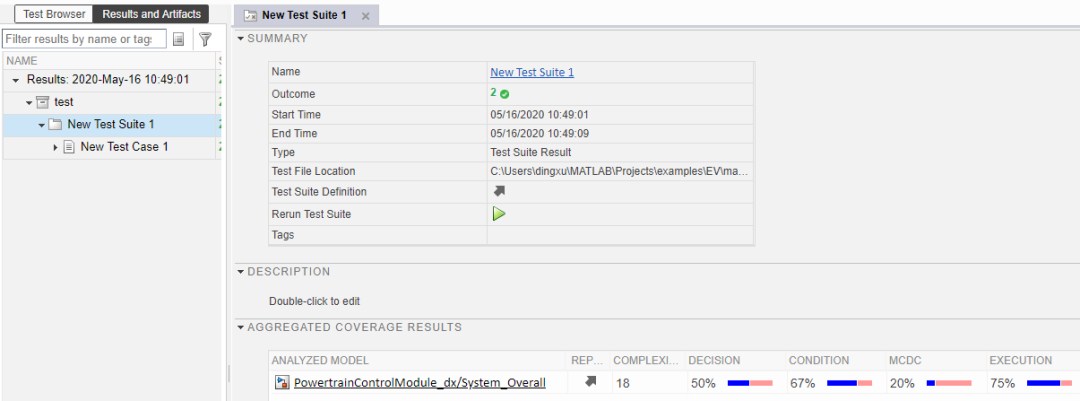 Test Browser Results and Artifacts
Filter results by name or tags
NAME
Results: 2020-May-16 10:49:01
test
New Test Suite 1
New Test Case 1
New Test Suite 1
SUMMARY
Name New Test Suite 1
Outcome 2
Start Time 05/16/2020 10:49:01
End Time 05/16/2020 10:49:09
Type Test Suite Result
Test File Location C:\Users\dingxu\MATLAB\Projects\examples\EV\ma...
Test Suite Definition
Rerun Test Suite
Tags
DESCRIPTION
Double-click to edit
AGGREGATED COVERAGE RESULTS
ANALYZED MODEL REP... COMPLEXI... DECISION CONDITION MCDC EXECUTION
PowertrainControlModule_dx/System_Overall 18 50% 67% 20% 75%